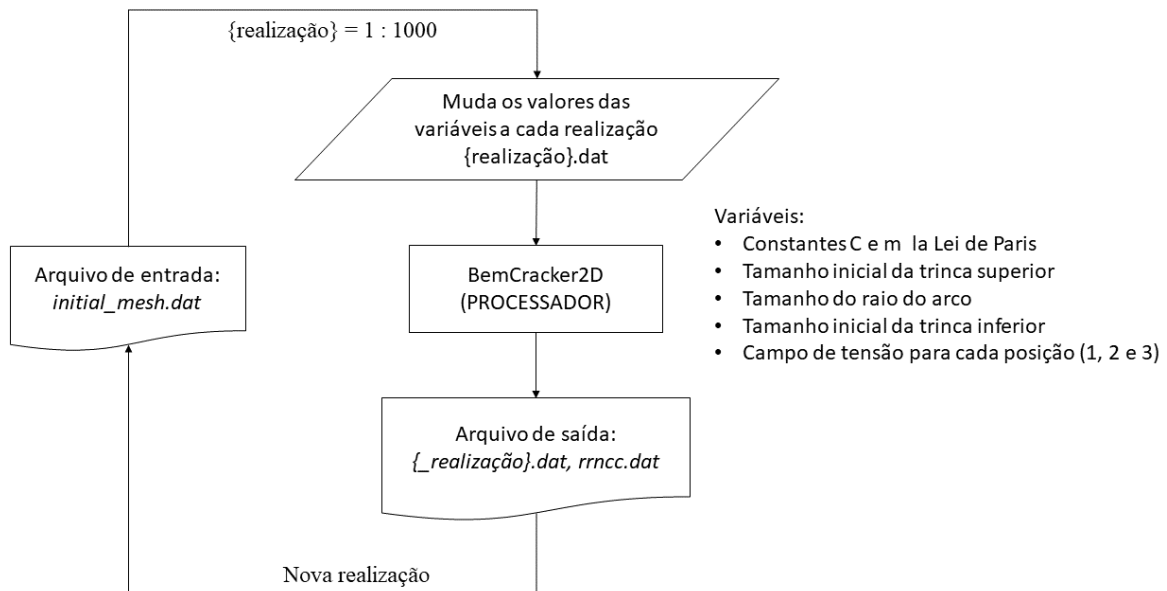 {realização} = 1 : 1000
Muda os valores das
variáveis a cada realização
{realização}.dat
Arquivo de entrada:
initial_mesh.dat
BemCracker2D
(PROCESSADOR)
Variáveis:
• Constantes C e m la Lei de Paris
• Tamanho inicial da trinca superior
• Tamanho do raio do arco
• Tamanho inicial da trinca inferior
• Campo de tensão para cada posição (1, 2 e 3)
Arquivo de saída:
{_realização}.dat, rrncc.dat
Nova realização